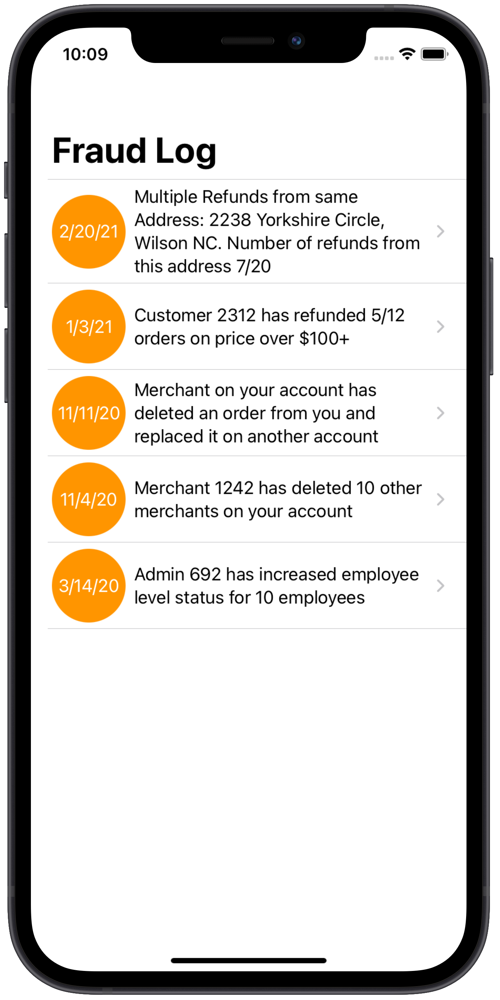 10:09
Fraud Log
2/20/21
Multiple Refunds from same
Address: 2238 Yorkshire Circle,
Wilson NC. Number of refunds from
this address 7/20
1/3/21
Customer 2312 has refunded 5/12
orders on price over $100+
11/11/20
Merchant on your account has
deleted an order from you and
replaced it on another account
11/4/20
Merchant 1242 has deleted 10 other
merchants on your account
3/14/20
Admin 692 has increased employee
level status for 10 employees